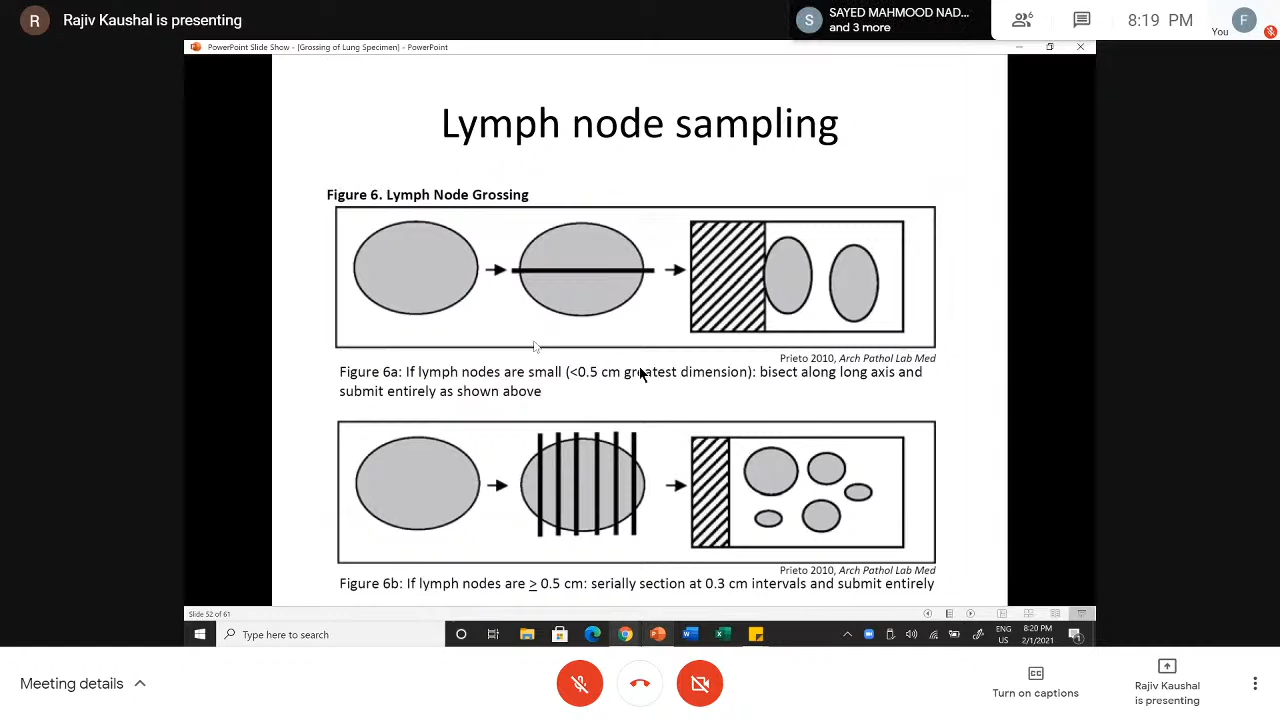 R Rajiv Kaushal is presenting
S SAYED MAHMOOD NAD...
and 3 more
6
8:19 PM
You F
PowerPoint Slide Show - [Grossing of Lung Specimen] - PowerPoint
Lymph node sampling
Figure 6. Lymph Node Grossing
Prieto 2010, Arch Pathol Lab Med
Figure 6a: If lymph nodes are small (<0.5 cm greatest dimension): bisect along long axis and
submit entirely as shown above
Prieto 2010, Arch Pathol Lab Med
Figure 6b: If lymph nodes are > 0.5 cm: serially section at 0.3 cm intervals and submit entirely
Slide 52 of 61
Type here to search
ENG
US
8:20 PM
2/1/2021
1
Meeting details
CC
Turn on captions
Rajiv Kaushal
is presenting